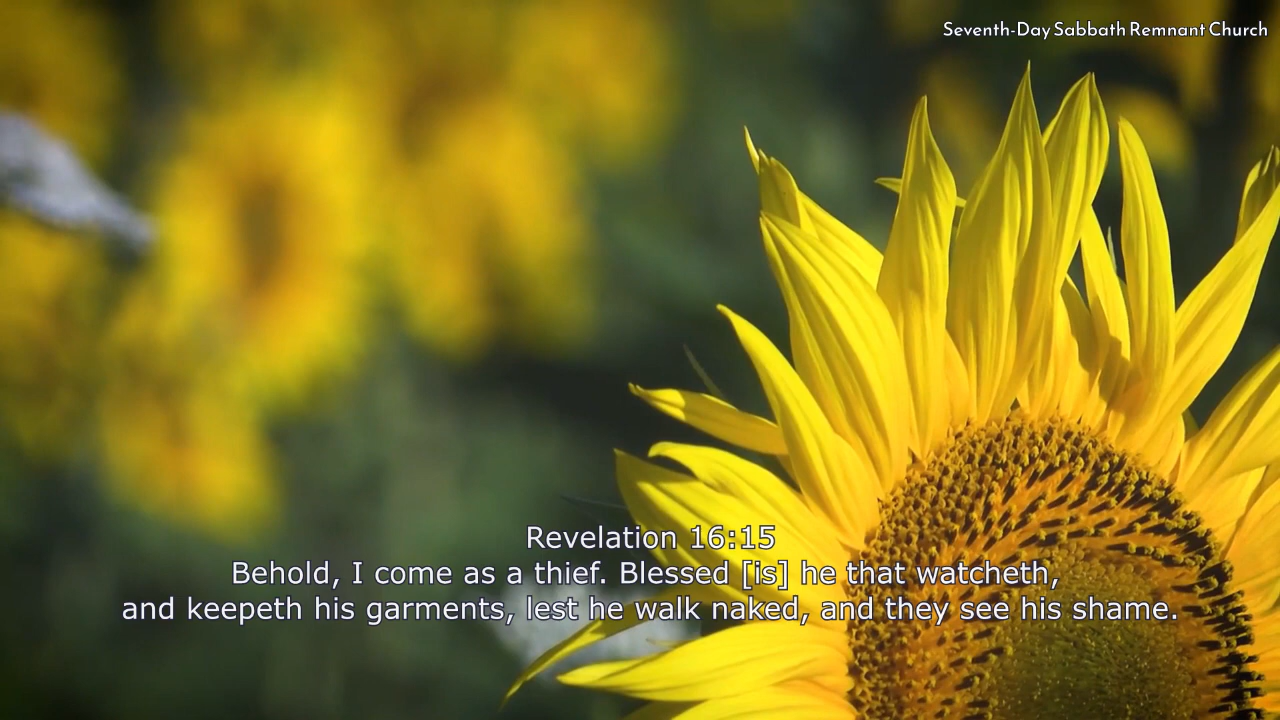 Seventh-Day Sabbath Remnant Church
Revelation 16:15
Behold, I come as a thief. Blessed [is] he that watcheth,
and keepeth his garments, lest he walk naked, and they see his shame.